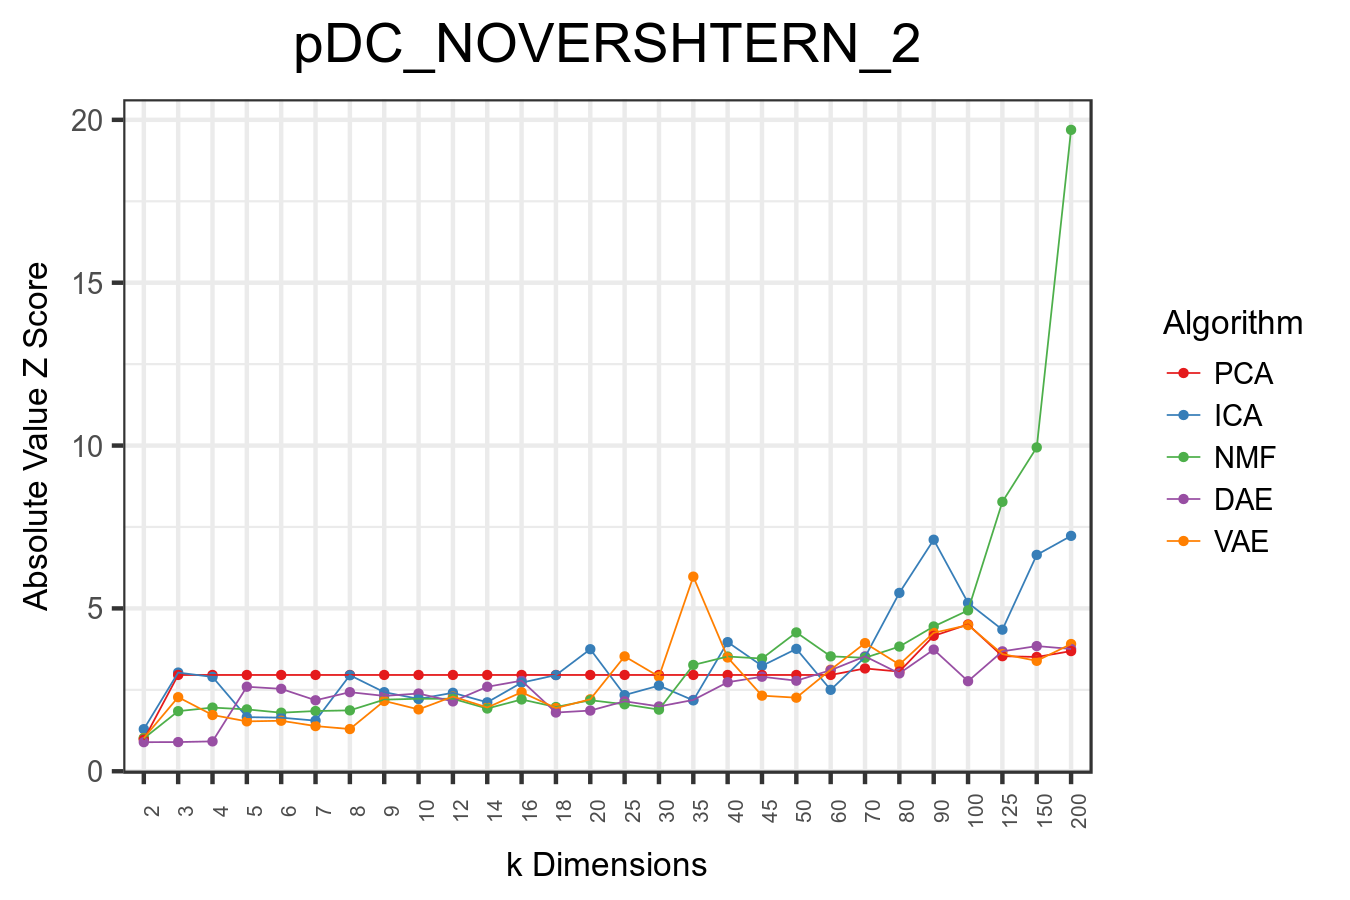 pDC_NOVERSHTERN_2
Absolute Value Z Score
20
15
10
5
0
2 3 4 5 6 7 8 9 10 12 14 16 18 20 25 30 35 40 45 50 60 70 80 90 100 125 150 200
k Dimensions
Algorithm
PCA
ICA
NMF
DAE
VAE